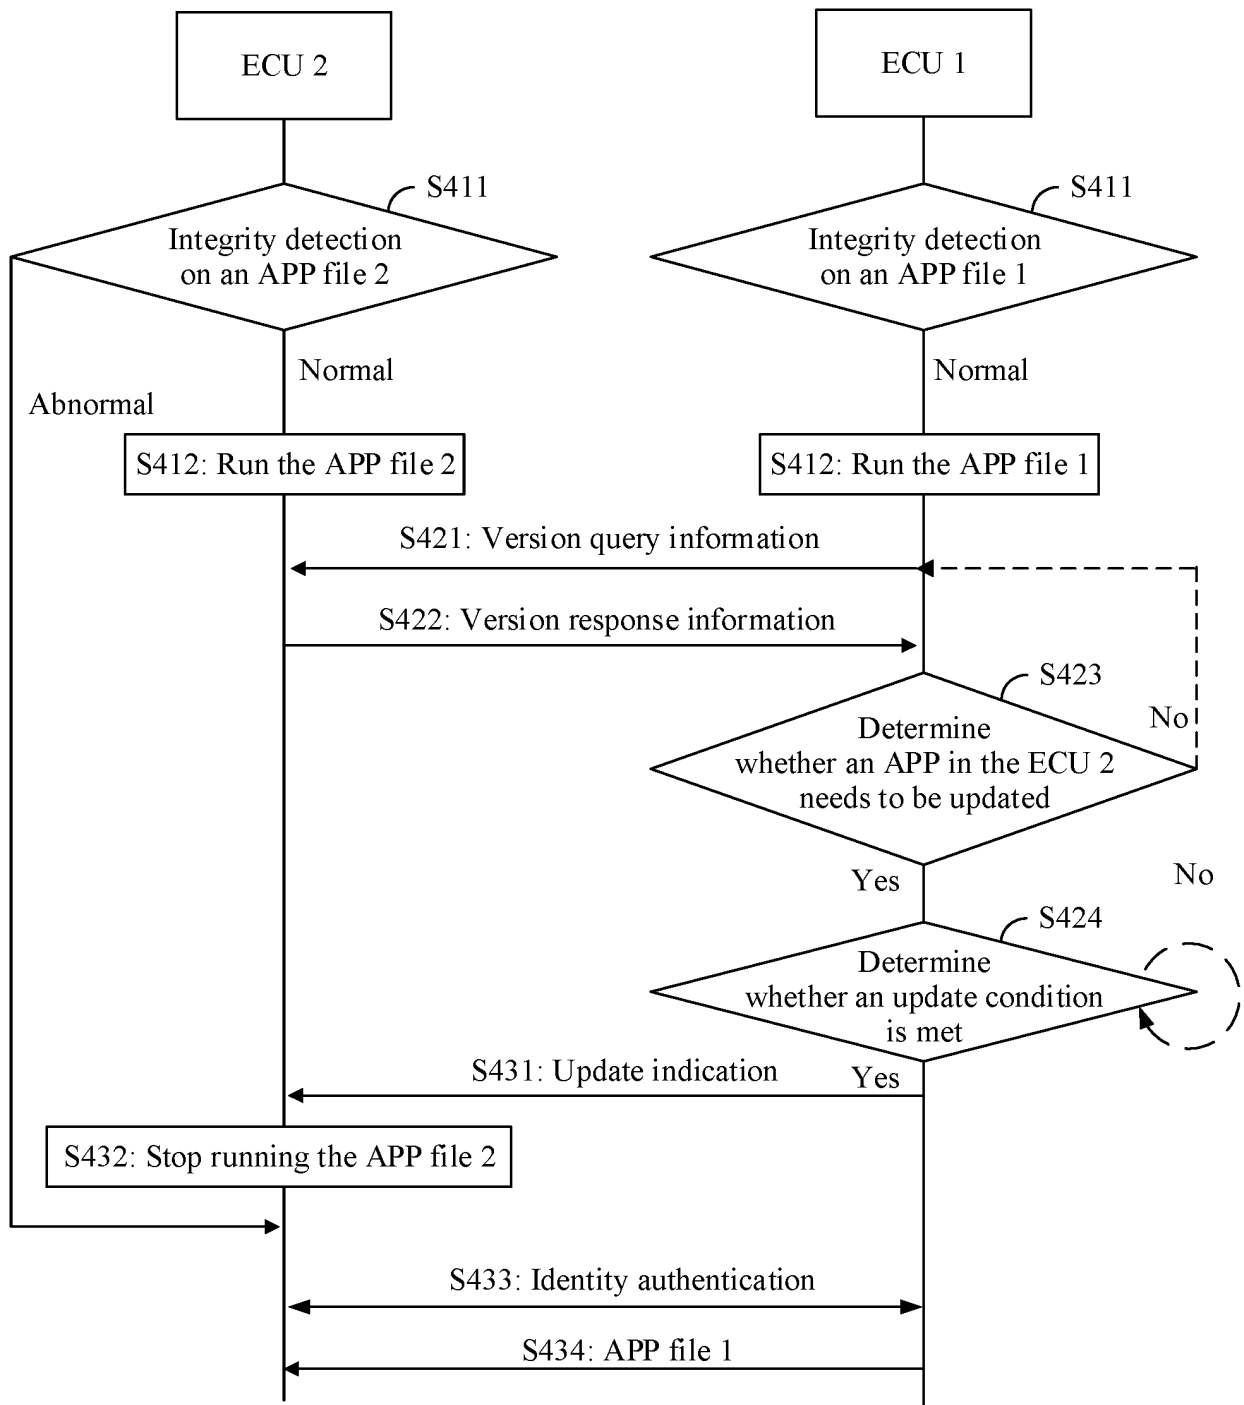 ECU 2
ECU 1
S411
S411
Integrity detection
on an APP file 2
Integrity detection
on an APP file 1
Normal
Normal
Abnormal
S412: Run the APP file 2
S412: Run the APP file 1
S421: Version query information
S422: Version response information
S423
No
Determine
whether an APP in the ECU 2
needs to be updated
Yes
No
S424
Determine
whether an update condition
is met
S431: Update indication
Yes
S432: Stop running the APP file 2
S433: Identity authentication
S434: APP file 1